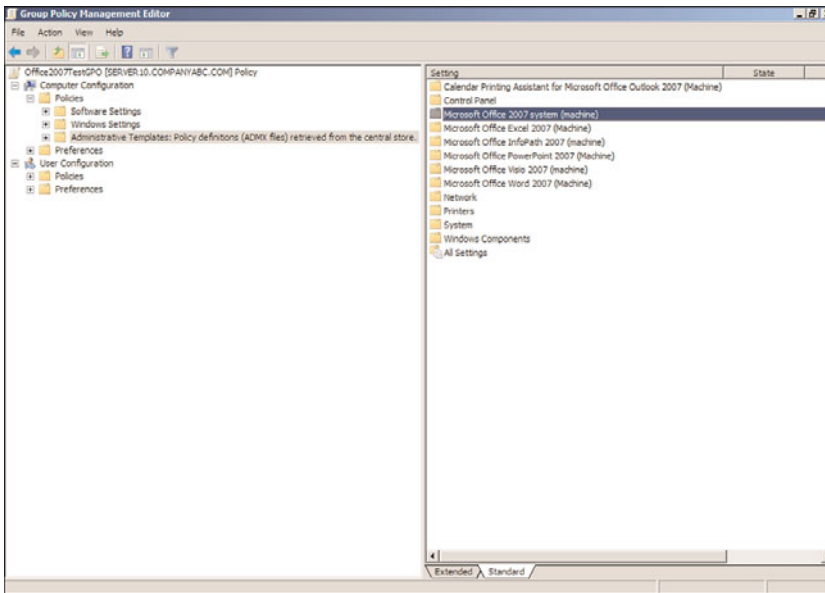 Group Policy Management Editor
File Action View Help
Office2007TestGPO [SERVER10.COMPANYABC.COM] Policy
Computer Configuration
Policies
Software Settings
Windows Settings
Administrative Templates: Policy definitions (ADMX files) retrieved from the central store.
Preferences
User Configuration
Policies
Preferences
Setting State
Calendar Printing Assistant for Microsoft Office Outlook 2007 (Machine)
Control Panel
Microsoft Office 2007 system (machine)
Microsoft Office Excel 2007 (Machine)
Microsoft Office InfoPath 2007 (machine)
Microsoft Office PowerPoint 2007 (Machine)
Microsoft Office Visio 2007 (machine)
Microsoft Office Word 2007 (Machine)
Network
Printers
System
Windows Components
All Settings
Extended Standard